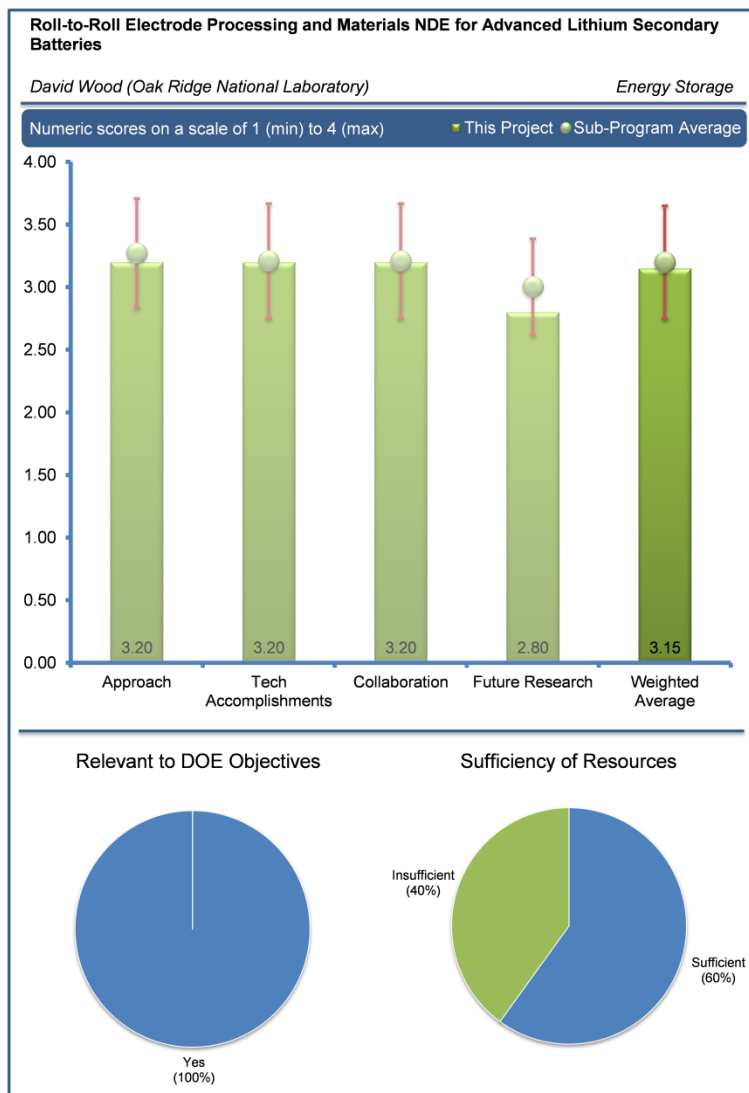 Roll-to-Roll Electrode Processing and Materials NDE for Advanced Lithium Secondary
Batteries
David Wood (Oak Ridge National Laboratory) Energy Storage
Numeric scores on a scale of 1 (min) to 4 (max) This Project Sub-Program Average
4.00
3.50
3.00
2.50
2.00
1.50
1.00
0.50
0.00
3.20 3.20 3.20 2.80 3.15
Approach Tech Collaboration Future Research Weighted
Accomplishments Average
Relevant to DOE Objectives Sufficiency of Resources
Insufficient
(40%)
Sufficient
(60%)
Yes
(100%)